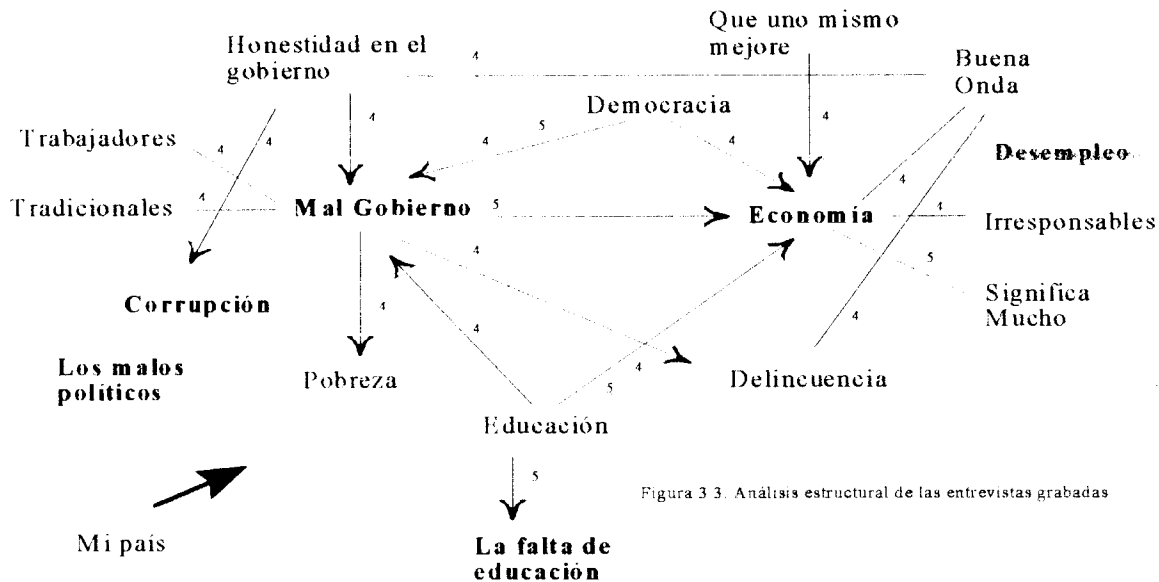 Que uno mismo
mejore
Honestidad en el
gobierno
4
4
Buena
Onda
Democracia
Trabajadores
4
4
4
5
4
4
Desempleo
Tradicionales
4
Mal Gobierno
5
Economía
4
4
Irresponsables
4
5
Corrupción
4
4
4
Significa
Mucho
Los malos
políticos
Pobreza
5
4
Delincuencia
Educación
5
Figura 3 3. Análisis estructural de las entrevistas grabadas
Mi país
La falta de
educación